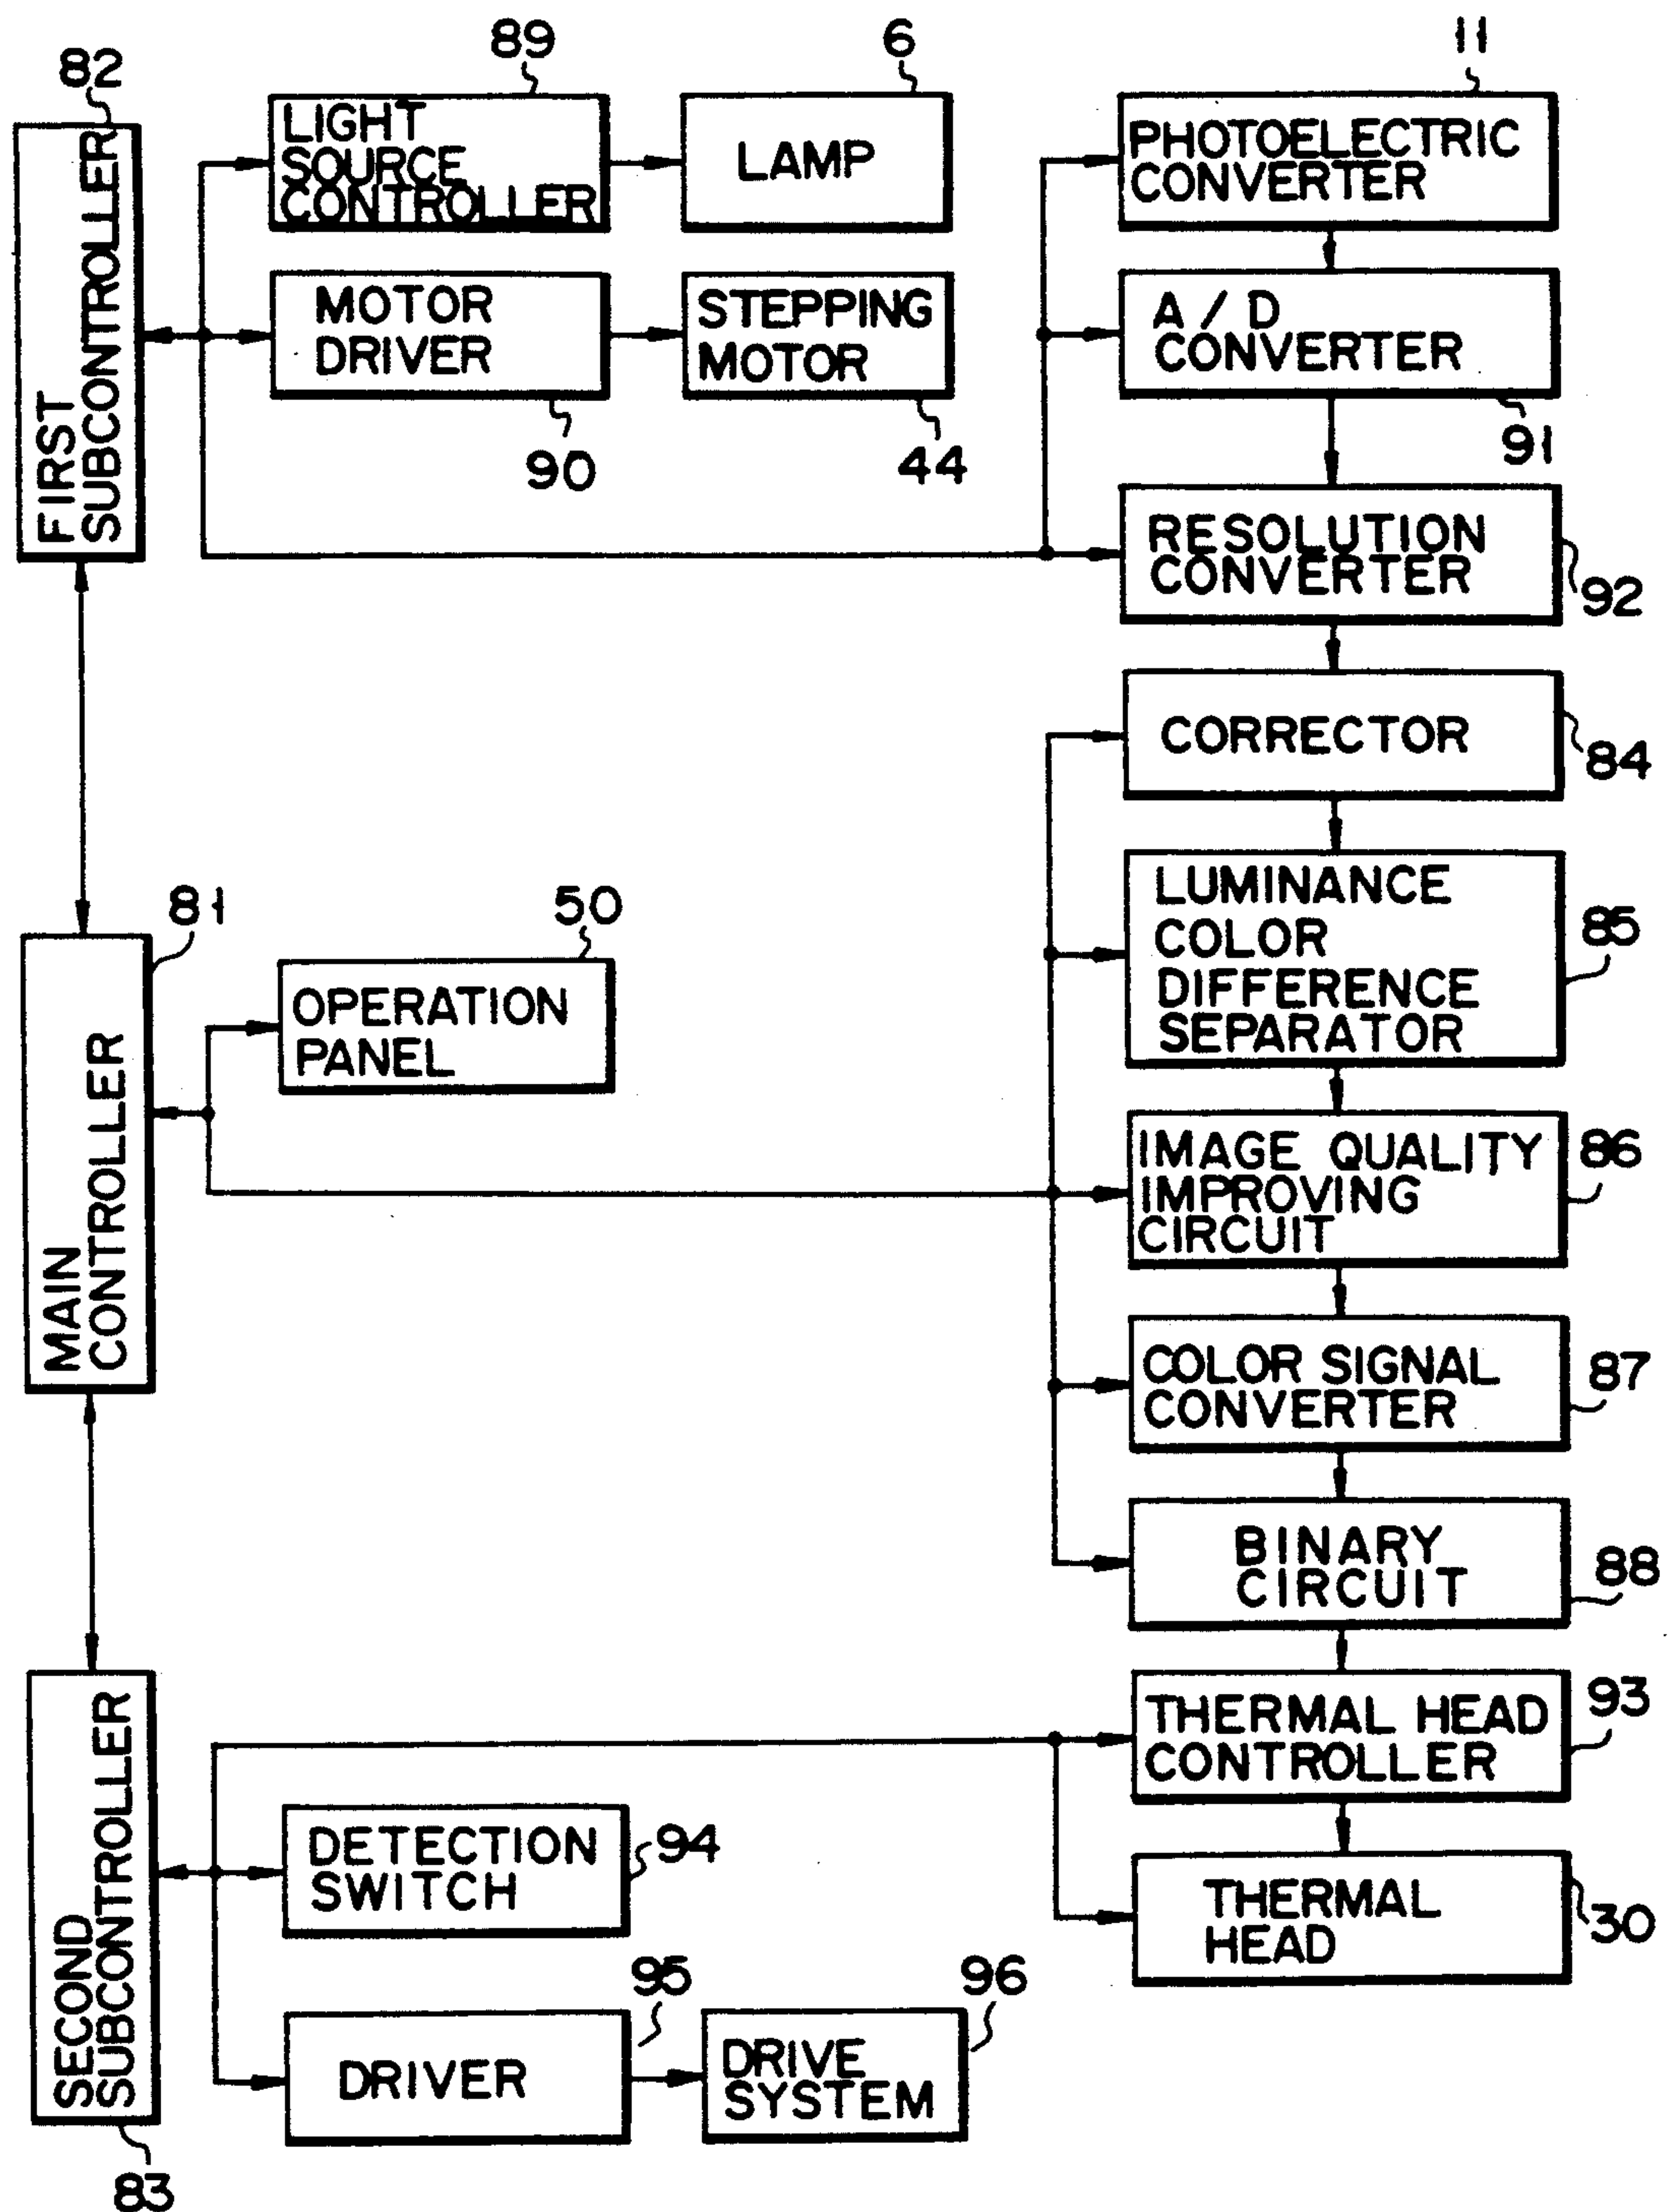 82
FIRST
SUBCONTROLLER
89
LIGHT
SOURCE
CONTROLLER
6
LAMP
MOTOR
DRIVER
90
STEPPING
MOTOR
44
11
PHOTOELECTRIC
CONVERTER
A / D
CONVERTER
91
RESOLUTION
CONVERTER
92
CORRECTOR
84
LUMINANCE
COLOR
DIFFERENCE
SEPARATOR
85
81
MAIN
CONTROLLER
50
OPERATION
PANEL
IMAGE QUALITY
IMPROVING
CIRCUIT
86
COLOR SIGNAL
CONVERTER
87
BINARY
CIRCUIT
88
SECOND
SUBCONTROLLER
83
THERMAL HEAD
CONTROLLER
93
DETECTION
SWITCH
94
THERMAL
HEAD
30
DRIVER
95
DRIVE
SYSTEM
96